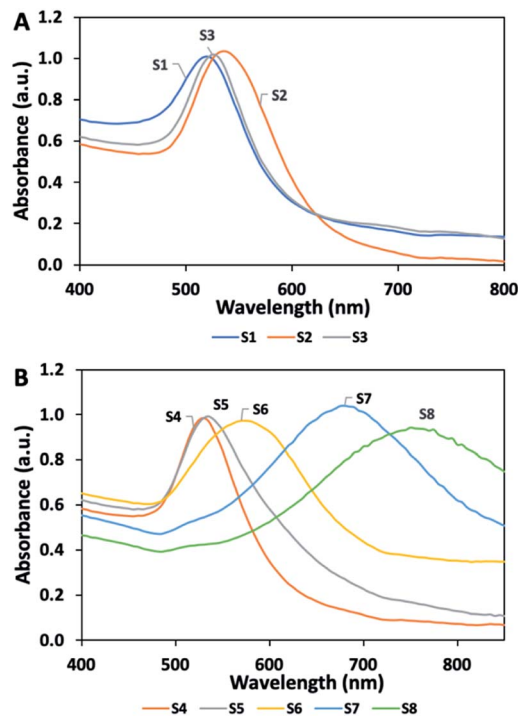 A
1.2
1.0
0.8
0.6
0.4
0.2
0.0
Absorbance (a.u.)
S1
S3
S2
400 500 600 700 800
Wavelength (nm)
S1 S2 S3
B
1.2
1.0
0.8
0.6
0.4
0.2
0.0
Absorbance (a.u.)
S4
S5
S6
S7
S8
400 500 600 700 800
Wavelength (nm)
S4 S5 S6 S7 S8